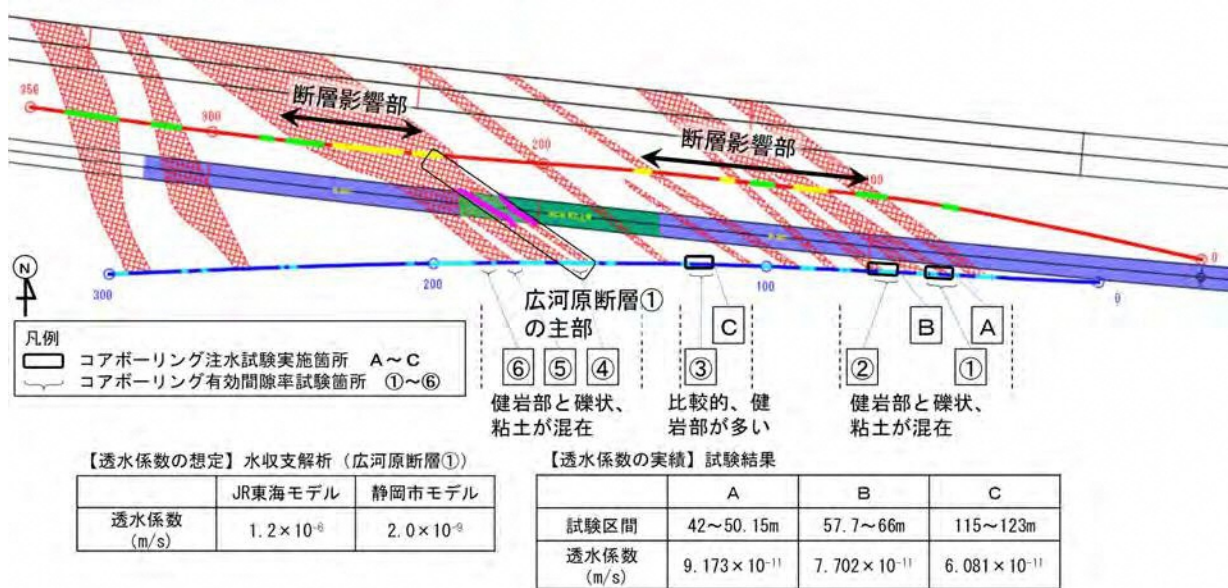 断層影響部
断層影響部
350
300
200
100
0
N
300
200
100
0
広河原断層①
の主部
C
B
A
⑥
⑤
④
③
②
①
健岩部と礫状、
粘土が混在
比較的、健
岩部が多い
健岩部と礫状、
粘土が混在
凡例
コアボーリング注水試験実施箇所 A～C
コアボーリング有効間隙率試験箇所 ①～⑥
【透水係数の想定】水収支解析（広河原断層①）
JR東海モデル 静岡市モデル
透水係数
(m/s) 1.2×10⁻⁶ 2.0×10⁻⁹
【透水係数の実績】試験結果
A B C
試験区間 42～50.15m 57.7～66m 115～123m
透水係数
(m/s) 9.173×10⁻¹¹ 7.702×10⁻¹¹ 6.081×10⁻¹¹